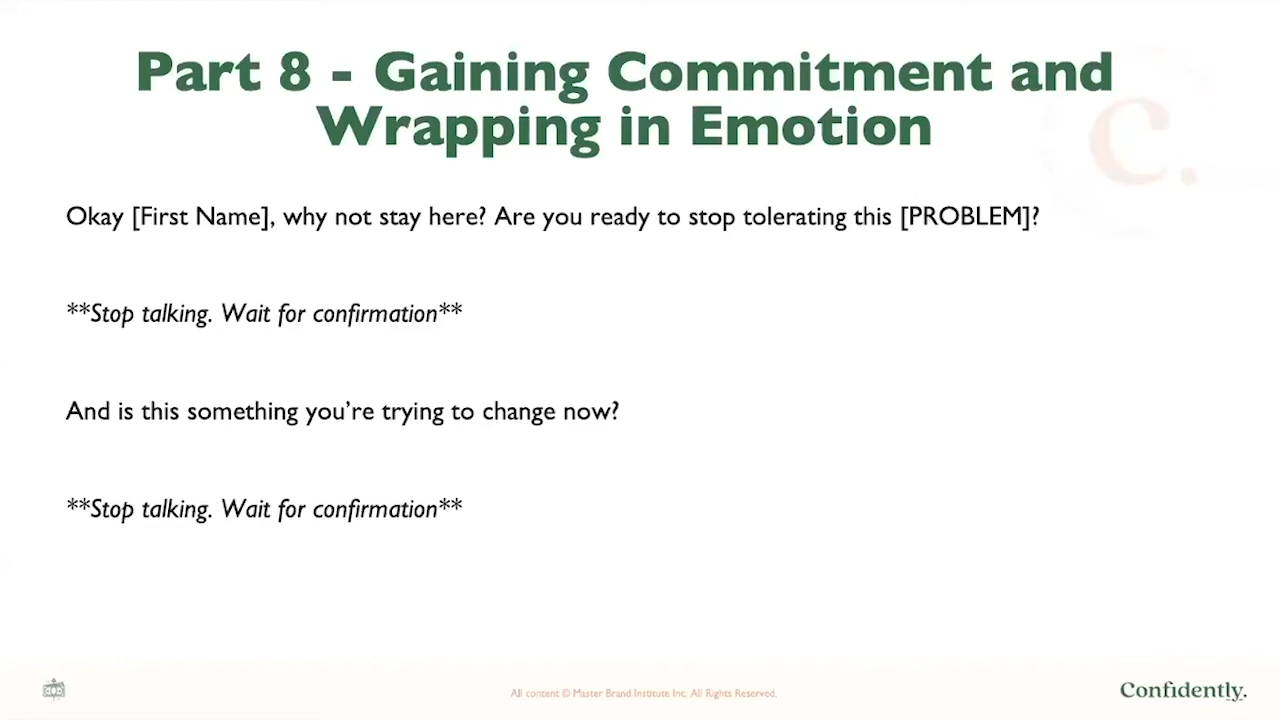 Part 8 - Gaining Commitment and
Wrapping in Emotion
c.
Okay [First Name], why not stay here? Are you ready to stop tolerating this [PROBLEM]?
**Stop talking. Wait for confirmation**
And is this something you’re trying to change now?
**Stop talking. Wait for confirmation**
All content © Master Brand Institute Inc. All Rights Reserved.
Confidently.